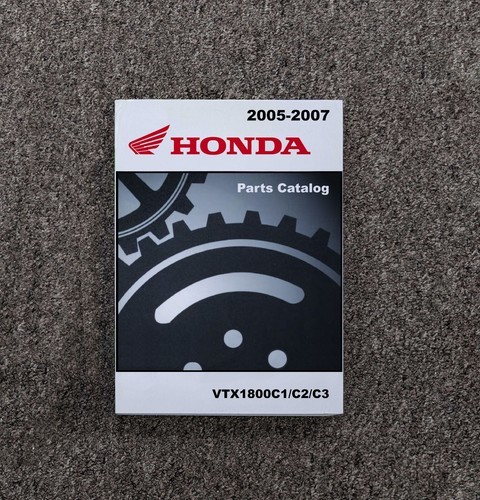 2005-2007
HONDA
Parts Catalog
VTX1800C1/C2/C3